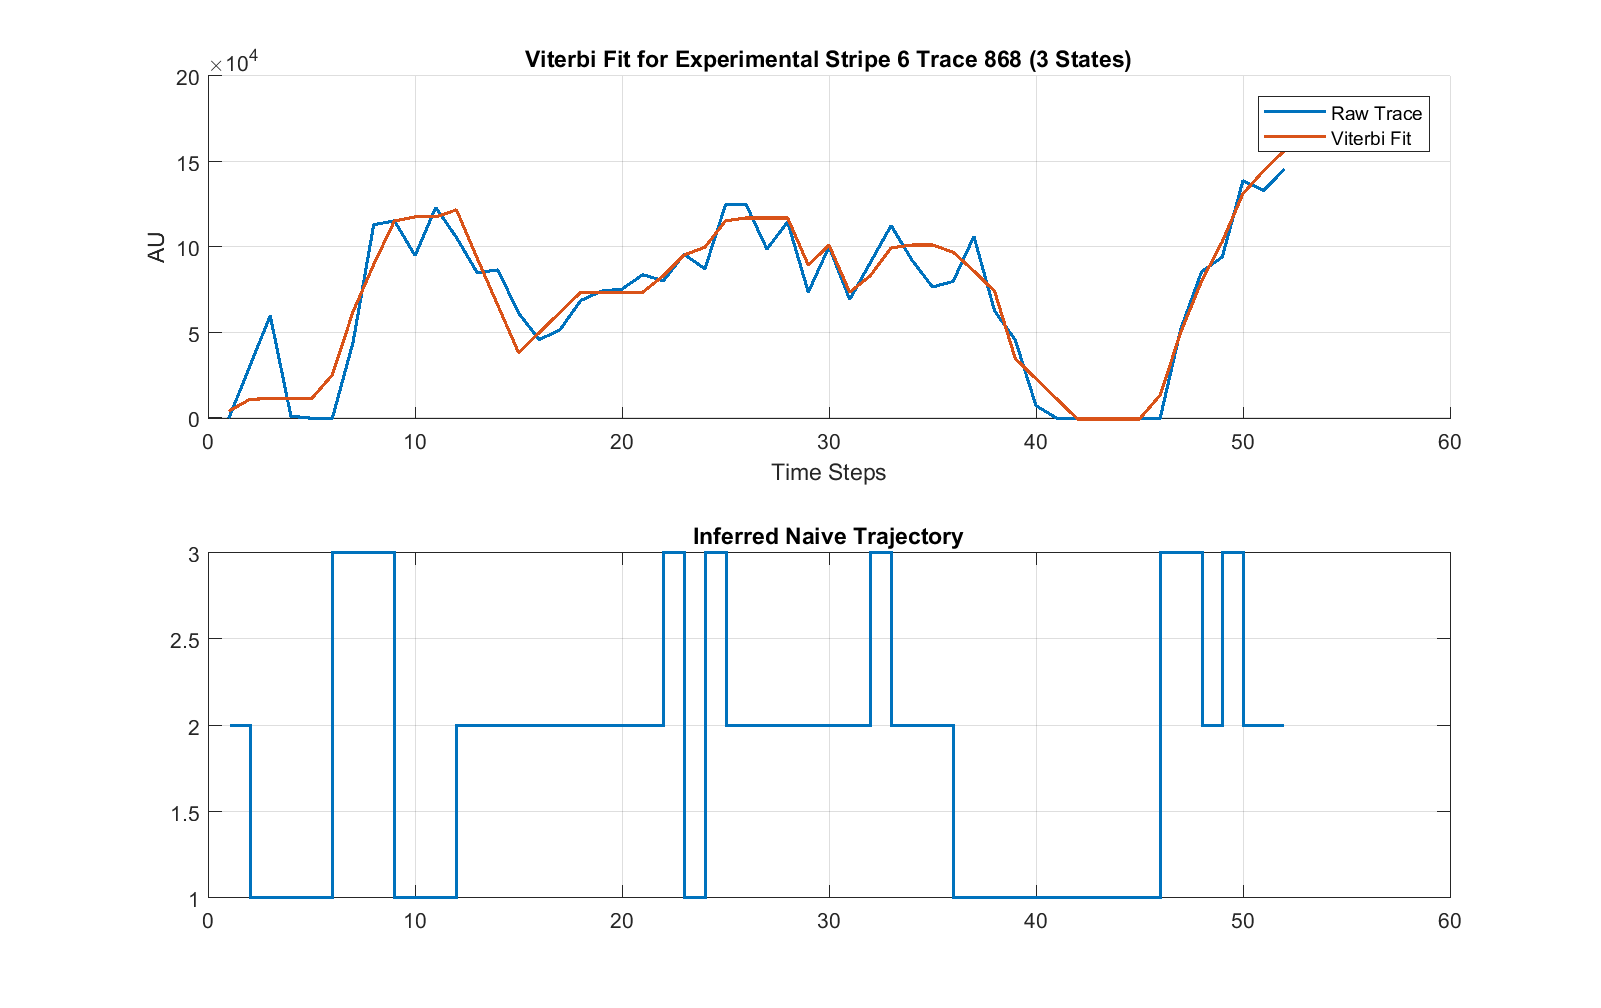 Viterbi Fit for Experimental Stripe 6 Trace 868 (3 States)
×10⁴
20
15
10
5
0
AU
Raw Trace
Viterbi Fit
0 10 20 30 40 50 60
Time Steps
Inferred Naive Trajectory
3
2.5
2
1.5
1
0 10 20 30 40 50 60